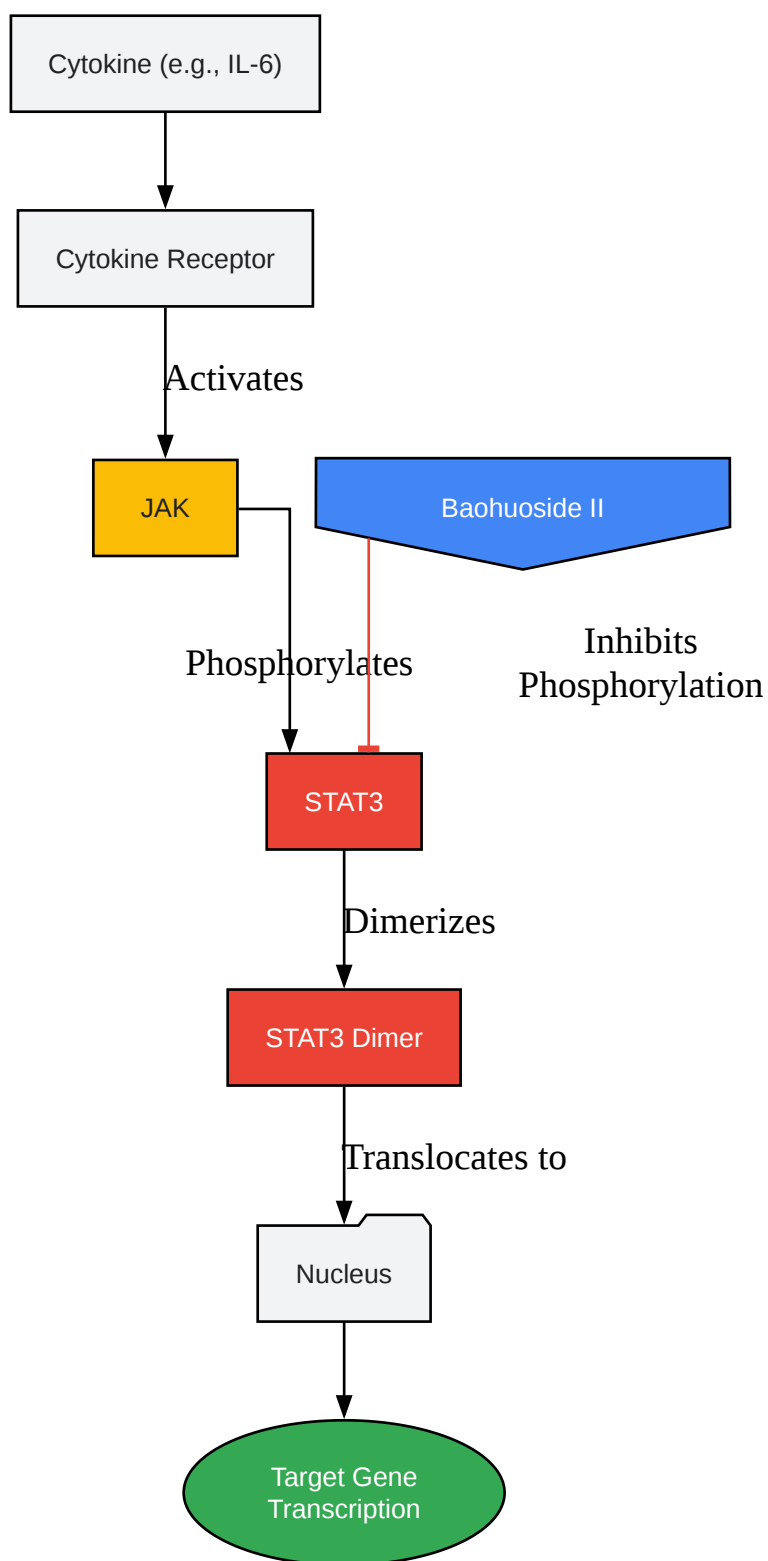 Cytokine (e.g., IL-6)
Cytokine Receptor
Activates
JAK
Baohuoside II
Phosphorylates
Inhibits
Phosphorylation
STAT3
Dimerizes
STAT3 Dimer
Translocates to
Nucleus
Target Gene
Transcription